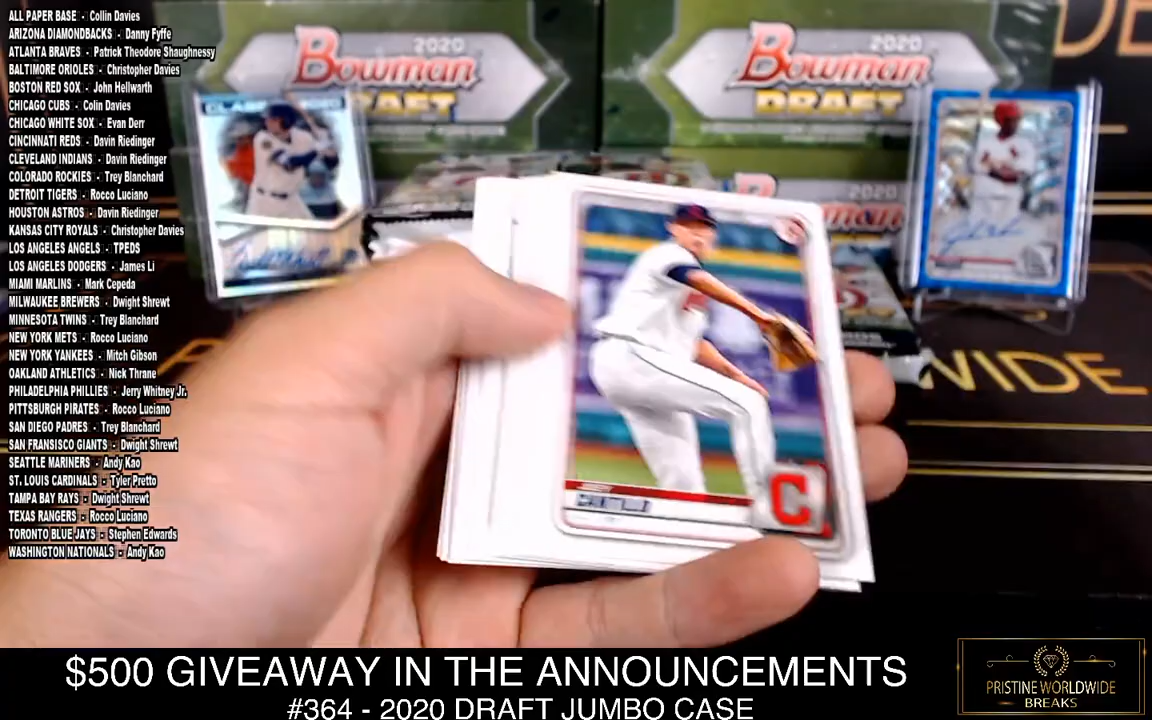 ALL PAPER BASE - Collin Davies
ARIZONA DIAMONDBACKS - Danny Fyffe
ATLANTA BRAVES - Patrick Theodore Shaughnessy
BALTIMORE ORIOLES - Christopher Davies
BOSTON RED SOX - John Hellwarth
CHICAGO CUBS - Colin Davies
CHICAGO WHITE SOX - Evan Derr
CINCINNATI REDS - Davin Riedinger
CLEVELAND INDIANS - Davin Riedinger
COLORADO ROCKIES - Trey Blanchard
DETROIT TIGERS - Rocco Luciano
HOUSTON ASTROS - Davin Riedinger
KANSAS CITY ROYALS - Christopher Davies
LOS ANGELS ANGELS - TPEDS
LOS ANGELES DODGERS - James Li
MIAMI MARLINS - Mark Cepeda
MILWAUKEE BREWERS - Dwight Shrewt
MINNESOTA TWINS - Trey Blanchard
NEW YORK METS - Rocco Luciano
NEW YORK YANKEES - Mitch Gibson
OAKLAND ATHLETICS - Nick Thrane
PHILADELPHIA PHILLIES - Jerry Whitney Jr.
PITTSBURGH PIRATES - Rocco Luciano
SAN DIEGO PADRES - Trey Blanchard
SAN FRANSISCO GIANTS - Dwight Shrewt
SEATTLE MARINERS - Andy Kao
ST. LOUIS CARDINALS - Tyler Pretto
TAMPA BAY RAYS - Dwight Shrewt
TEXAS RANGERS - Rocco Luciano
TORONTO BLUE JAYS - Stephen Edwards
WASHINGTON NATIONALS - Andy Kao
2020
Bowman
DRAFT
2020
Bowman
DRAFT
2020
C
WIDE
$500 GIVEAWAY IN THE ANNOUNCEMENTS
#364 - 2020 DRAFT JUMBO CASE
PRISTINE WORLDWIDE
BREAKS